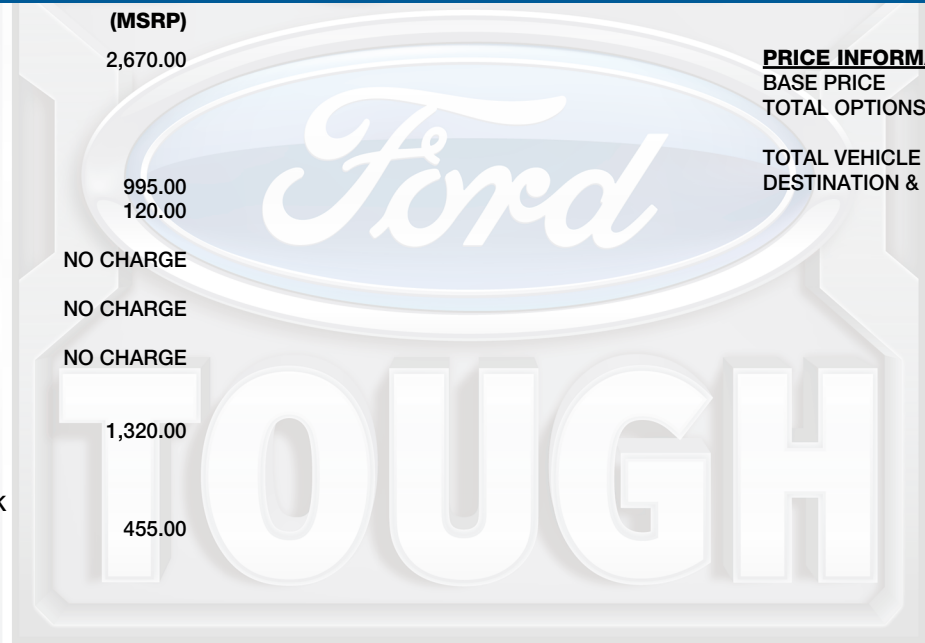 (MSRP)
2,670.00
995.00
120.00
NO CHARGE
NO CHARGE
NO CHARGE
1,320.00
K
455.00
PRICE INFORM
BASE PRICE
TOTAL OPTIONS
TOTAL VEHICLE
DESTINATION &
Ford
TOUGH